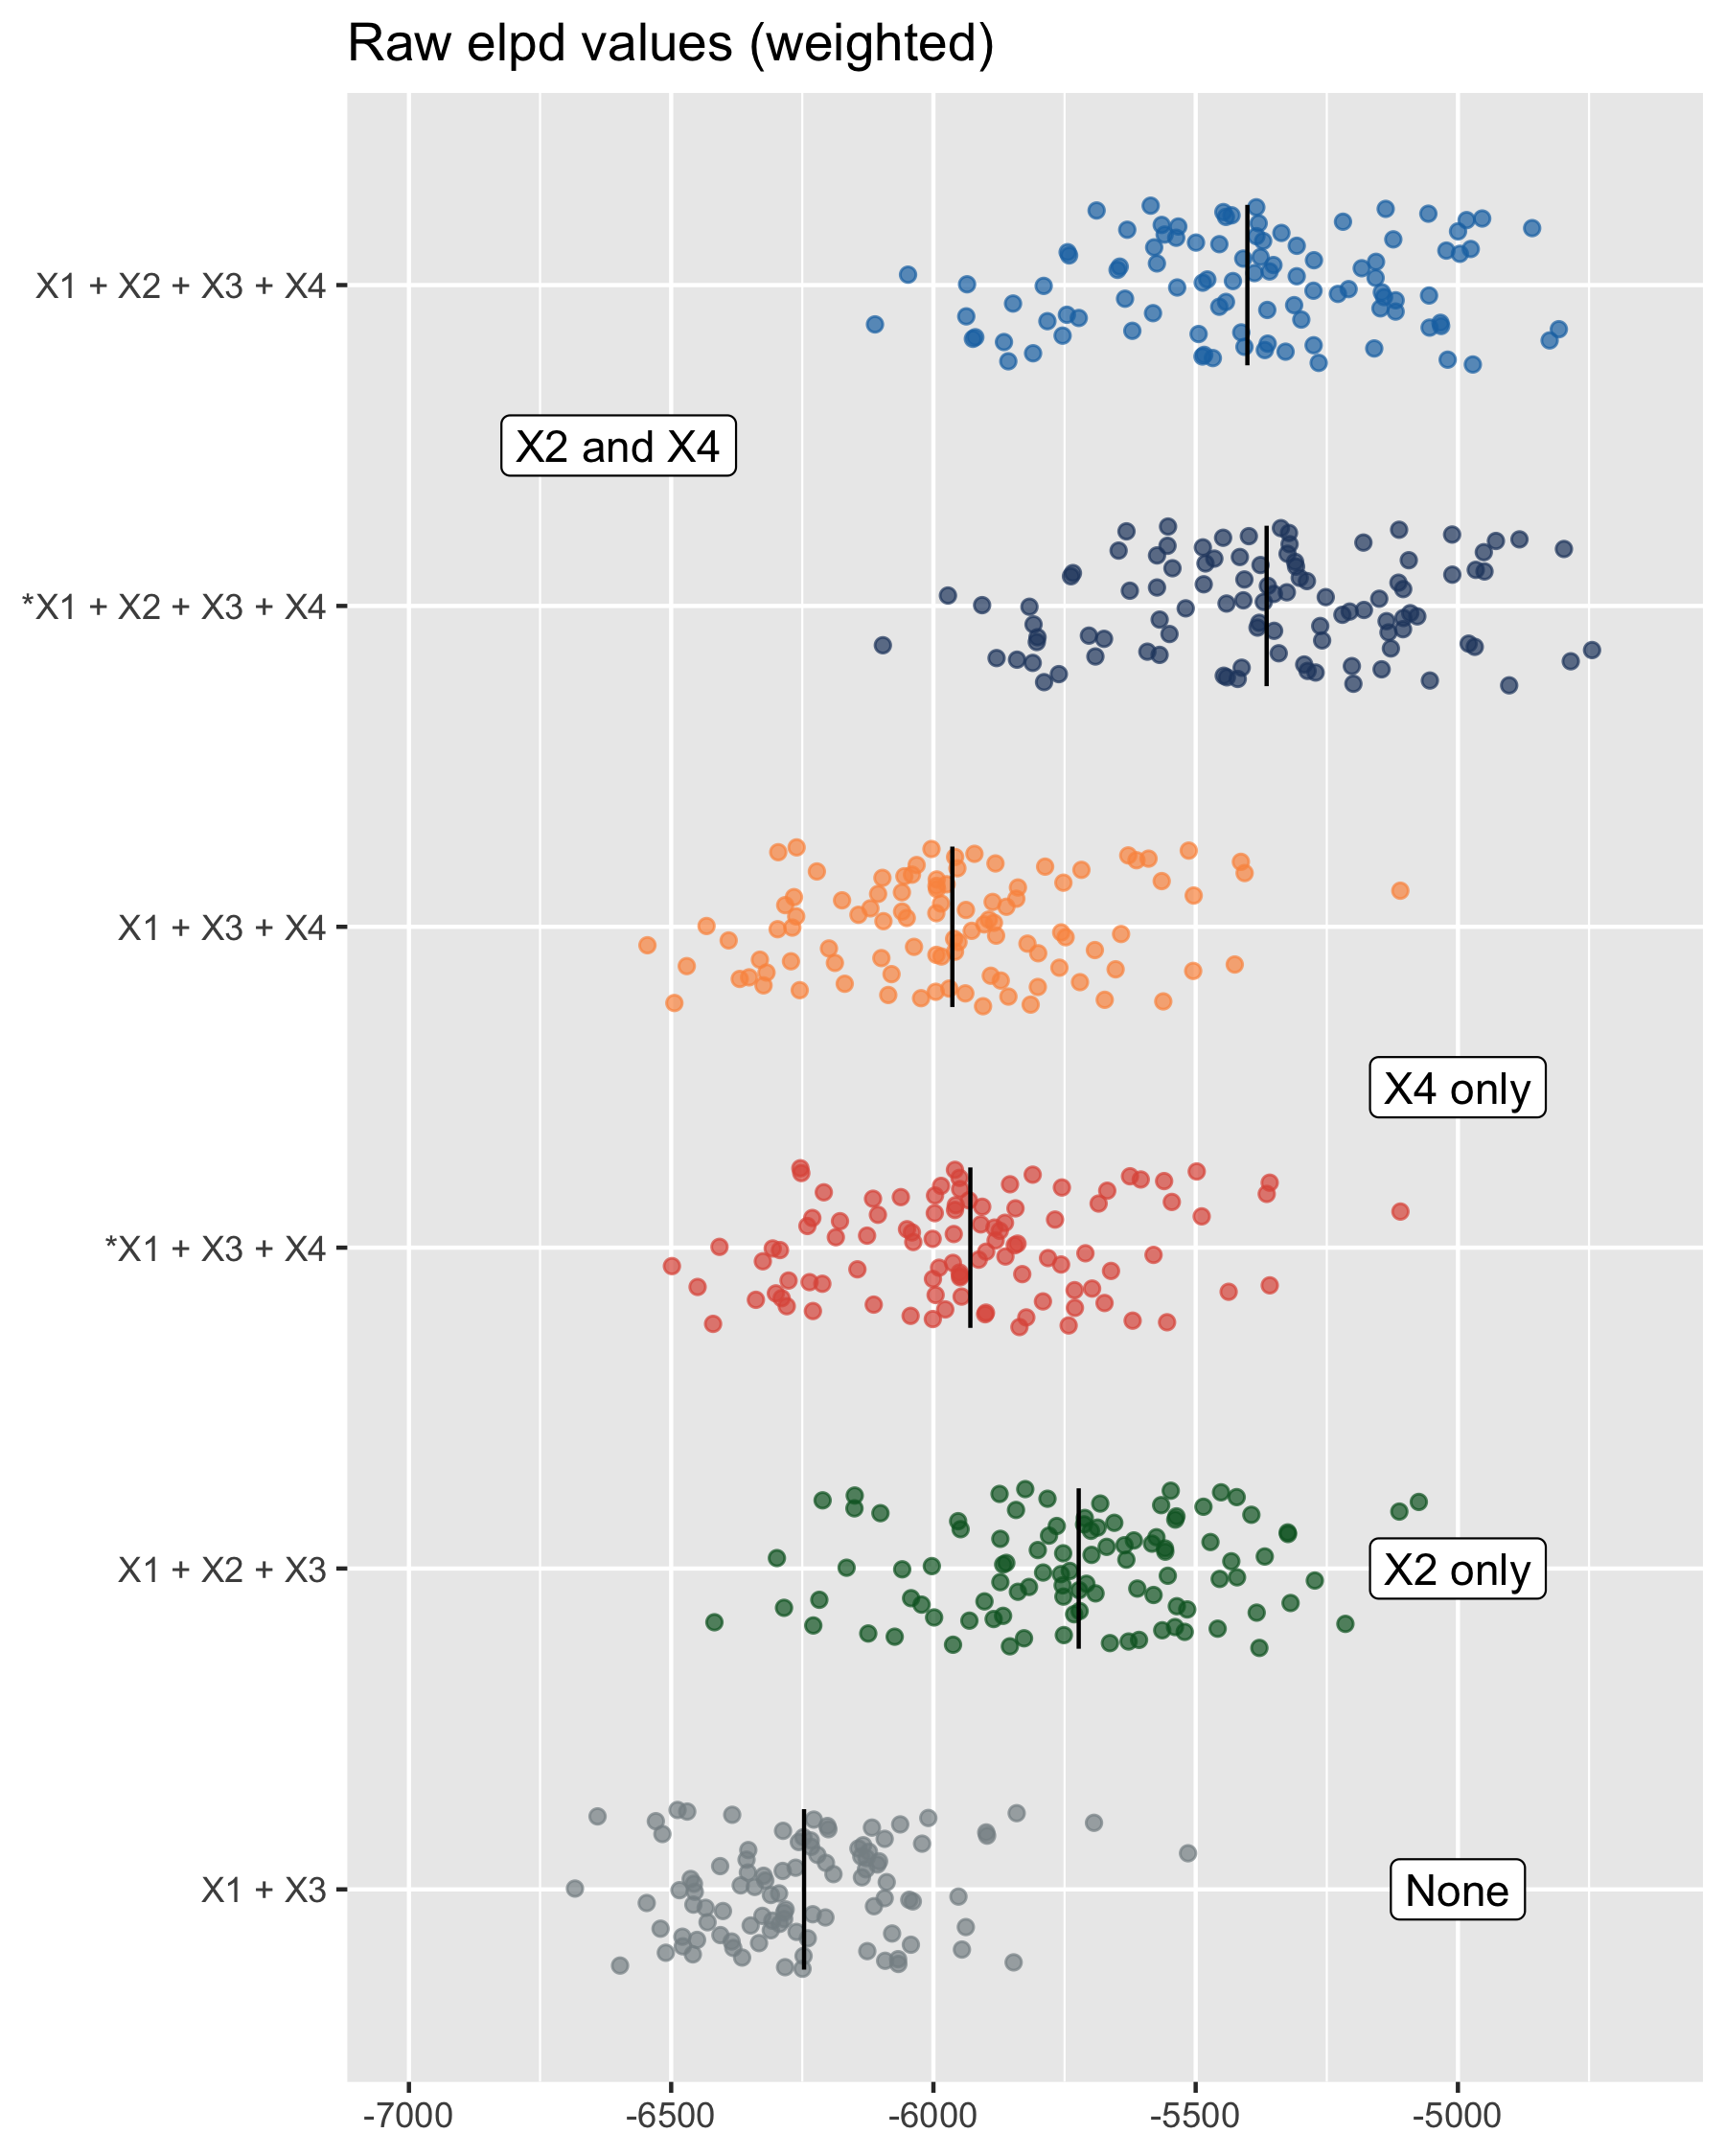 Raw elpd values (weighted)
X1 + X2 + X3 + X4
X2 and X4
*X1 + X2 + X3 + X4
X1 + X3 + X4
X4 only
*X1 + X3 + X4
X1 + X2 + X3
X2 only
X1 + X3
None
-7000 -6500 -6000 -5500 -5000